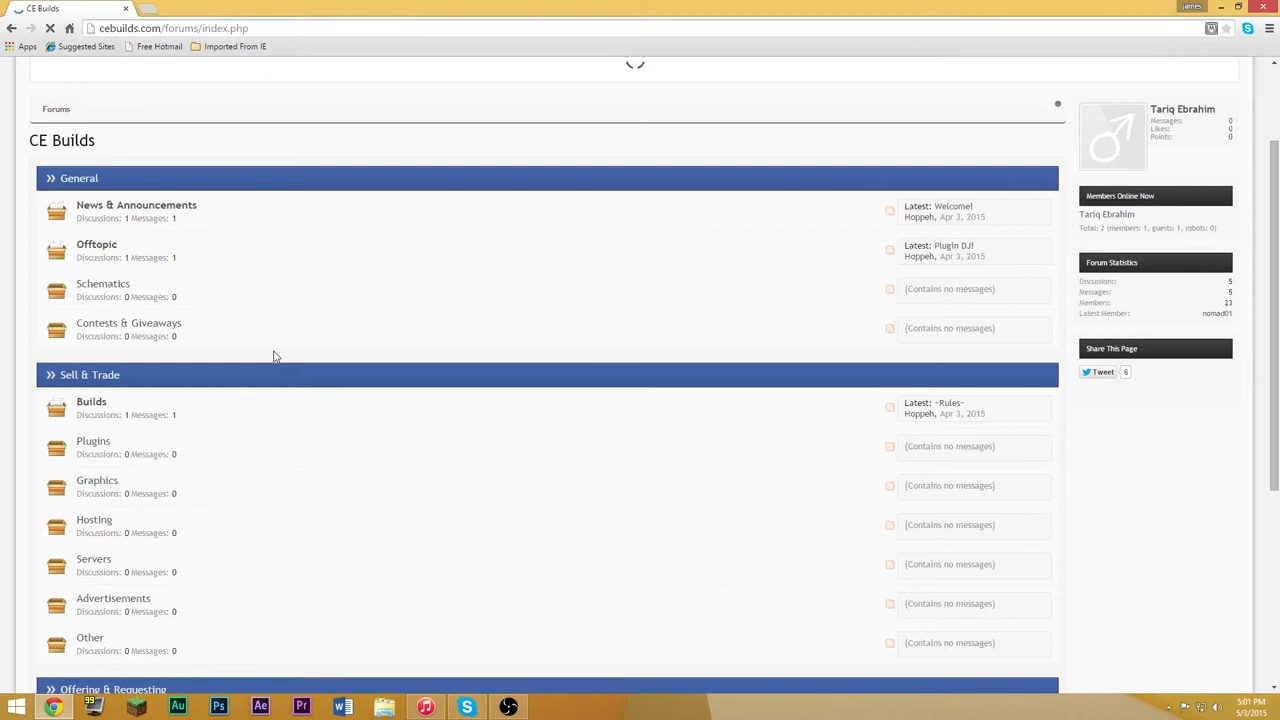 CE Builds
james
cebuilds.com/forums/index.php
Apps
Suggested Sites
Free Hotmail
Imported From IE
Forums
CE Builds
General
News & Announcements
Discussions: 1 Messages: 1
Latest: Welcome!
Hoppeh, Apr 3, 2015
Offtopic
Discussions: 1 Messages: 1
Latest: Plugin DJ!
Hoppeh, Apr 3, 2015
Schematics
Discussions: 0 Messages: 0
(Contains no messages)
Contests & Giveaways
Discussions: 0 Messages: 0
(Contains no messages)
Sell & Trade
Builds
Discussions: 1 Messages: 1
Latest: ~Rules~
Hoppeh, Apr 3, 2015
Plugins
Discussions: 0 Messages: 0
(Contains no messages)
Graphics
Discussions: 0 Messages: 0
(Contains no messages)
Hosting
Discussions: 0 Messages: 0
(Contains no messages)
Servers
Discussions: 0 Messages: 0
(Contains no messages)
Advertisements
Discussions: 0 Messages: 0
(Contains no messages)
Other
Discussions: 0 Messages: 0
(Contains no messages)
Offering & Requesting
Tariq Ebrahim
Messages: 0
Likes: 0
Points: 0
Members Online Now
Tariq Ebrahim
Total: 2 (members: 1, guests: 1, robots: 0)
Forum Statistics
Discussions: 5
Messages: 5
Members: 23
Latest Member: nomad01
Share This Page
Tweet 6
99
Au
Ps
Ae
Pr
5:01 PM
5/3/2015